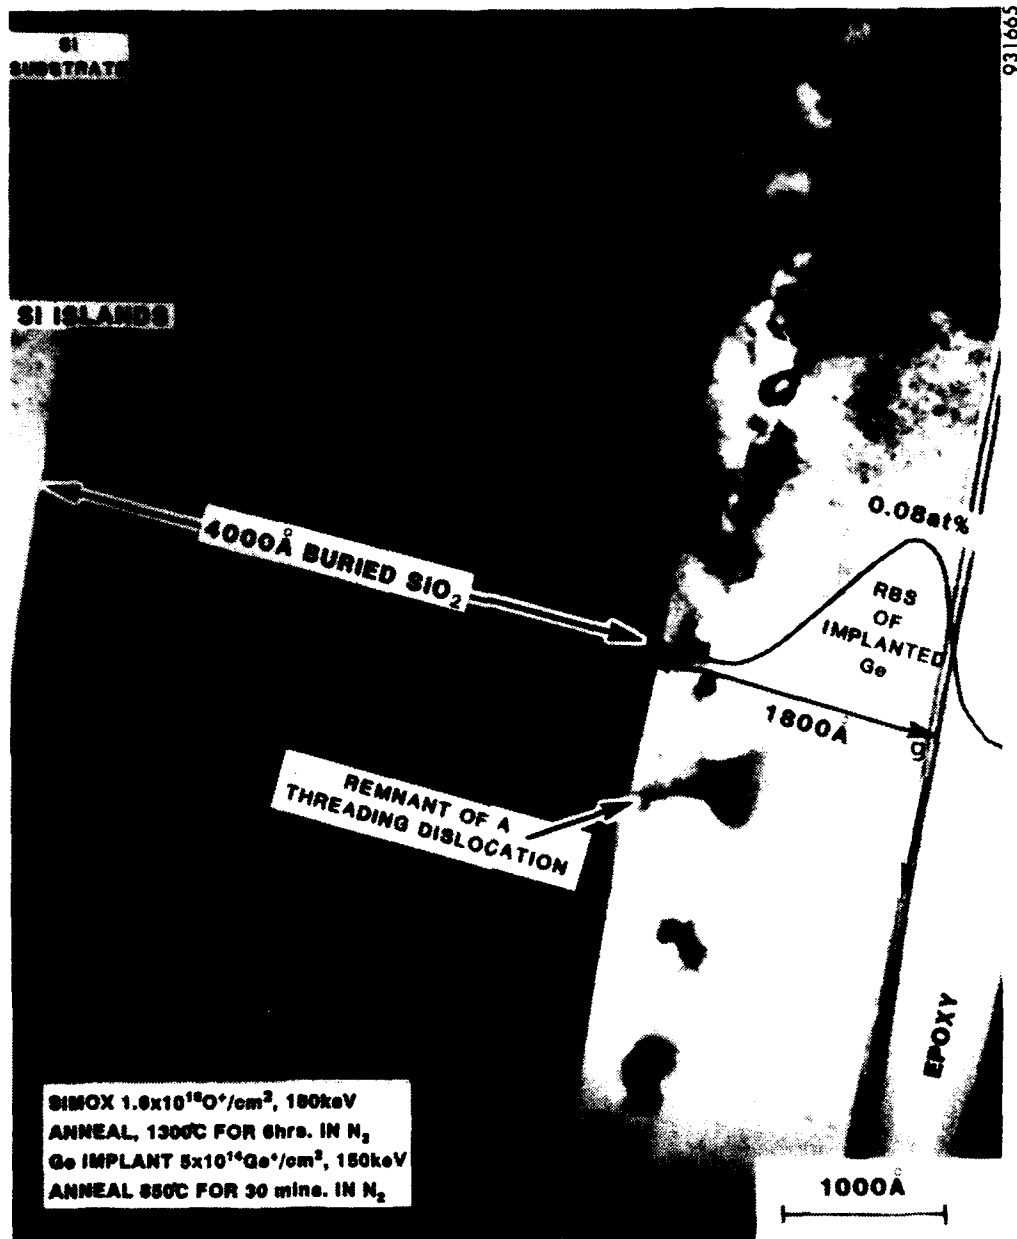 931665
SI
SUBSTRATE
SI ISLANDS
0.08at%
4000Å BURIED SIO₂
RBS
OF
IMPLANTED
Ge
1800Å
g
REMNANT OF A
THREADING DISLOCATION
EPOXY
SIMOX 1.6x10¹⁸O⁺/cm², 150keV
ANNEAL, 1300°C FOR 6hrs. IN N₂
Ge IMPLANT 5x10¹⁴Ge⁺/cm², 150keV
ANNEAL 850°C FOR 30 mins. IN N₂
1000Å